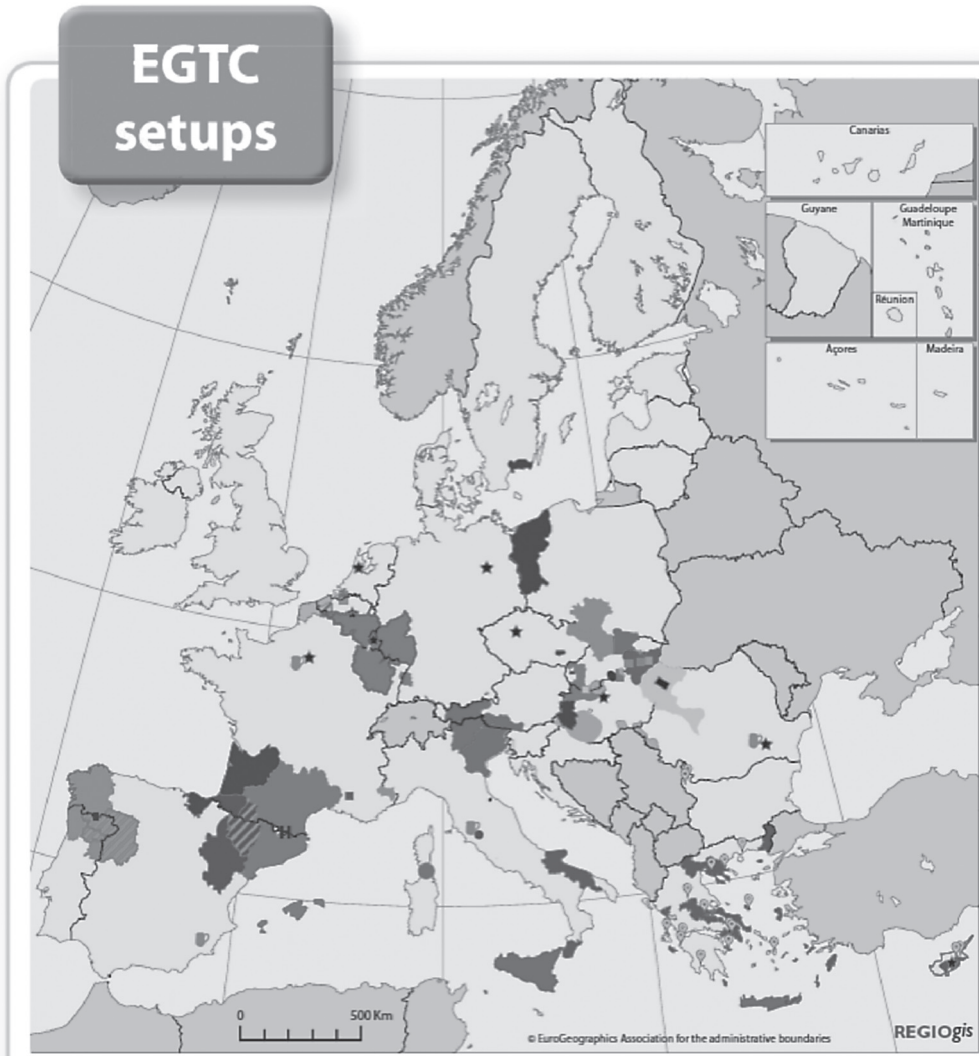 EGTC
setups
Canarias
Guyane
Guadeloupe
Martinique
Réunion
Açores
Madeira
0 500 Km
© EuroGeographics Association for the administrative boundaries
REGIOgis